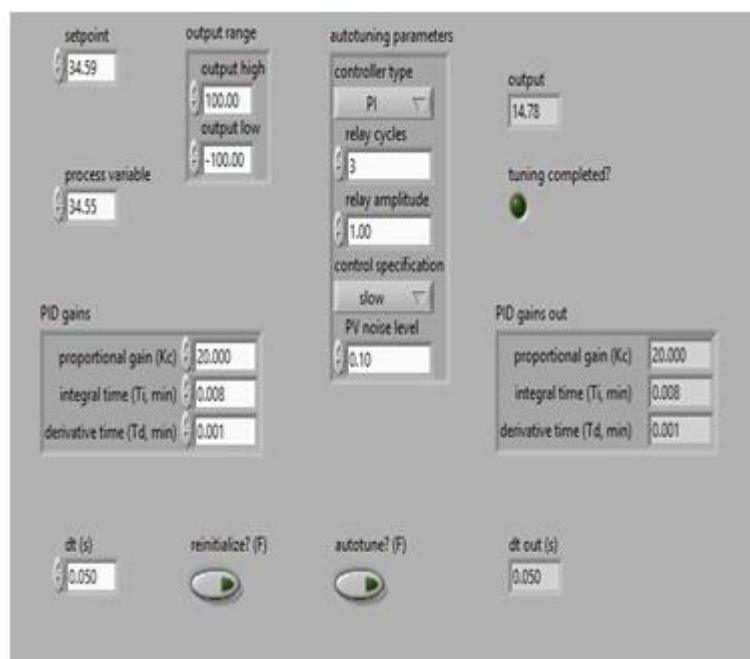 setpoint
34.59
output range
output high
100.00
output low
-100.00
process variable
34.55
autotuning parameters
controller type
PI
relay cycles
3
relay amplitude
1.00
control specification
slow
PV noise level
0.10
output
14.78
tuning completed?
PID gains
proportional gain (Kc) 20.000
integral time (Ti, min) 0.008
derivative time (Td, min) 0.001
PID gains out
proportional gain (Kc) 20.000
integral time (Ti, min) 0.008
derivative time (Td, min) 0.001
dt (s)
0.050
reinitialize? (F)
autotune? (F)
dt out (s)
0.050